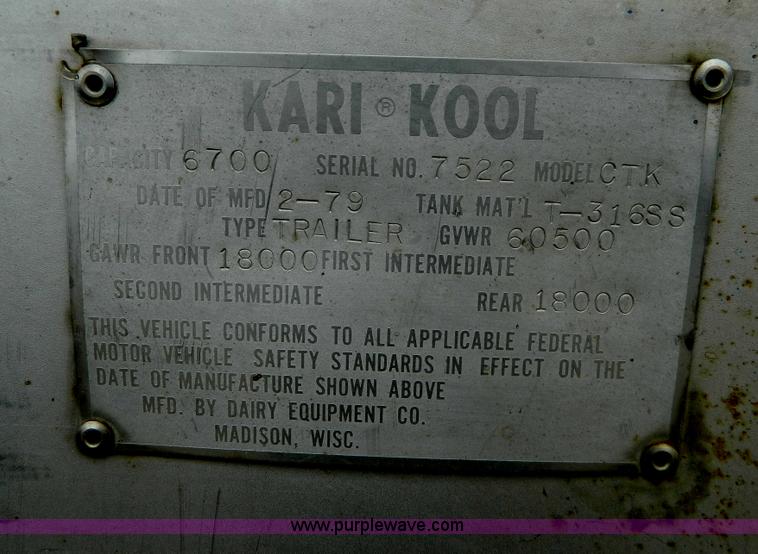 KARI ® KOOL
CAPACITY 6700 SERIAL NO. 7522 MODEL CTK
DATE OF MFD 2-79 TANK MAT'L T-316SS
TYPE TRAILER GVWR 60500
GAWR FRONT 18000 FIRST INTERMEDIATE
SECOND INTERMEDIATE REAR 18000
THIS VEHICLE CONFORMS TO ALL APPLICABLE FEDERAL
MOTOR VEHICLE SAFETY STANDARDS IN EFFECT ON THE
DATE OF MANUFACTURE SHOWN ABOVE
MFD. BY DAIRY EQUIPMENT CO.
MADISON, WISC.
www.purplewave.com